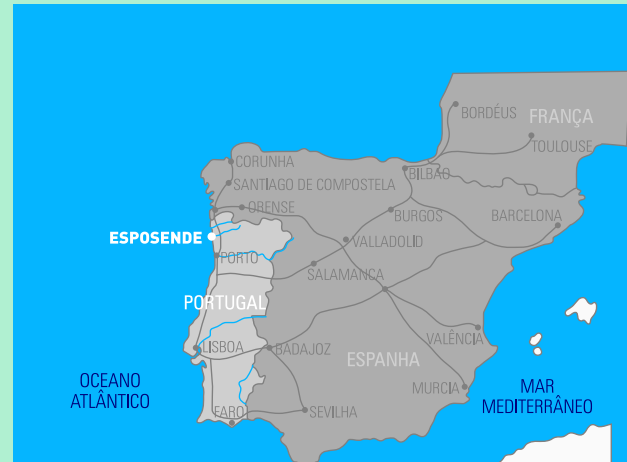 BORDÉUS
FRANÇA
TOULOUSE
CORUNHA
BILBAO
SANTIAGO DE COMPOSTELA
ORENSE
BURGOS
BARCELONA
ESPOSENDE
VALLADOLID
PORTO
SALAMANCA
PORTUGAL
VALÊNCIA
LISBOA
BADAJOZ
ESPANHA
OCEANO
ATLÂNTICO
MURCIA
MAR
MEDITERRÂNEO
FARO
SEVILHA